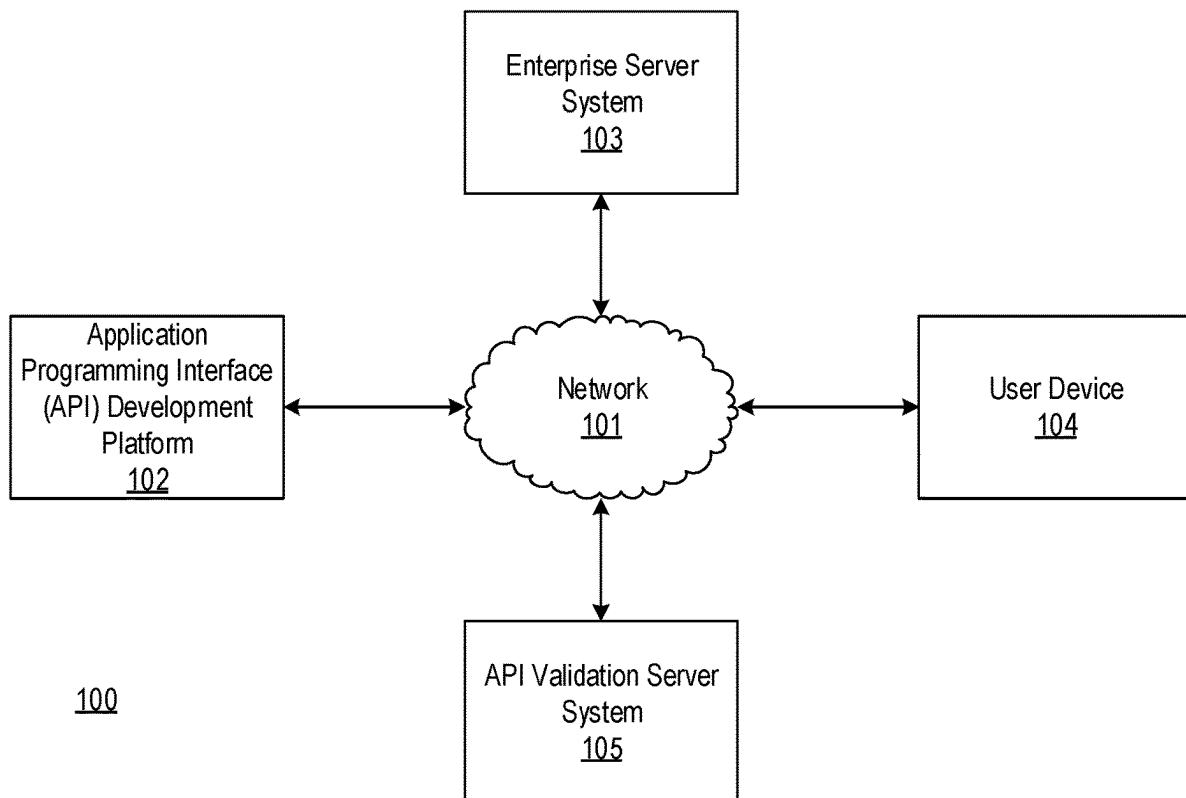 Enterprise Server
System
103
Application
Programming Interface
(API) Development
Platform
102
Network
101
User Device
104
API Validation Server
System
105
100